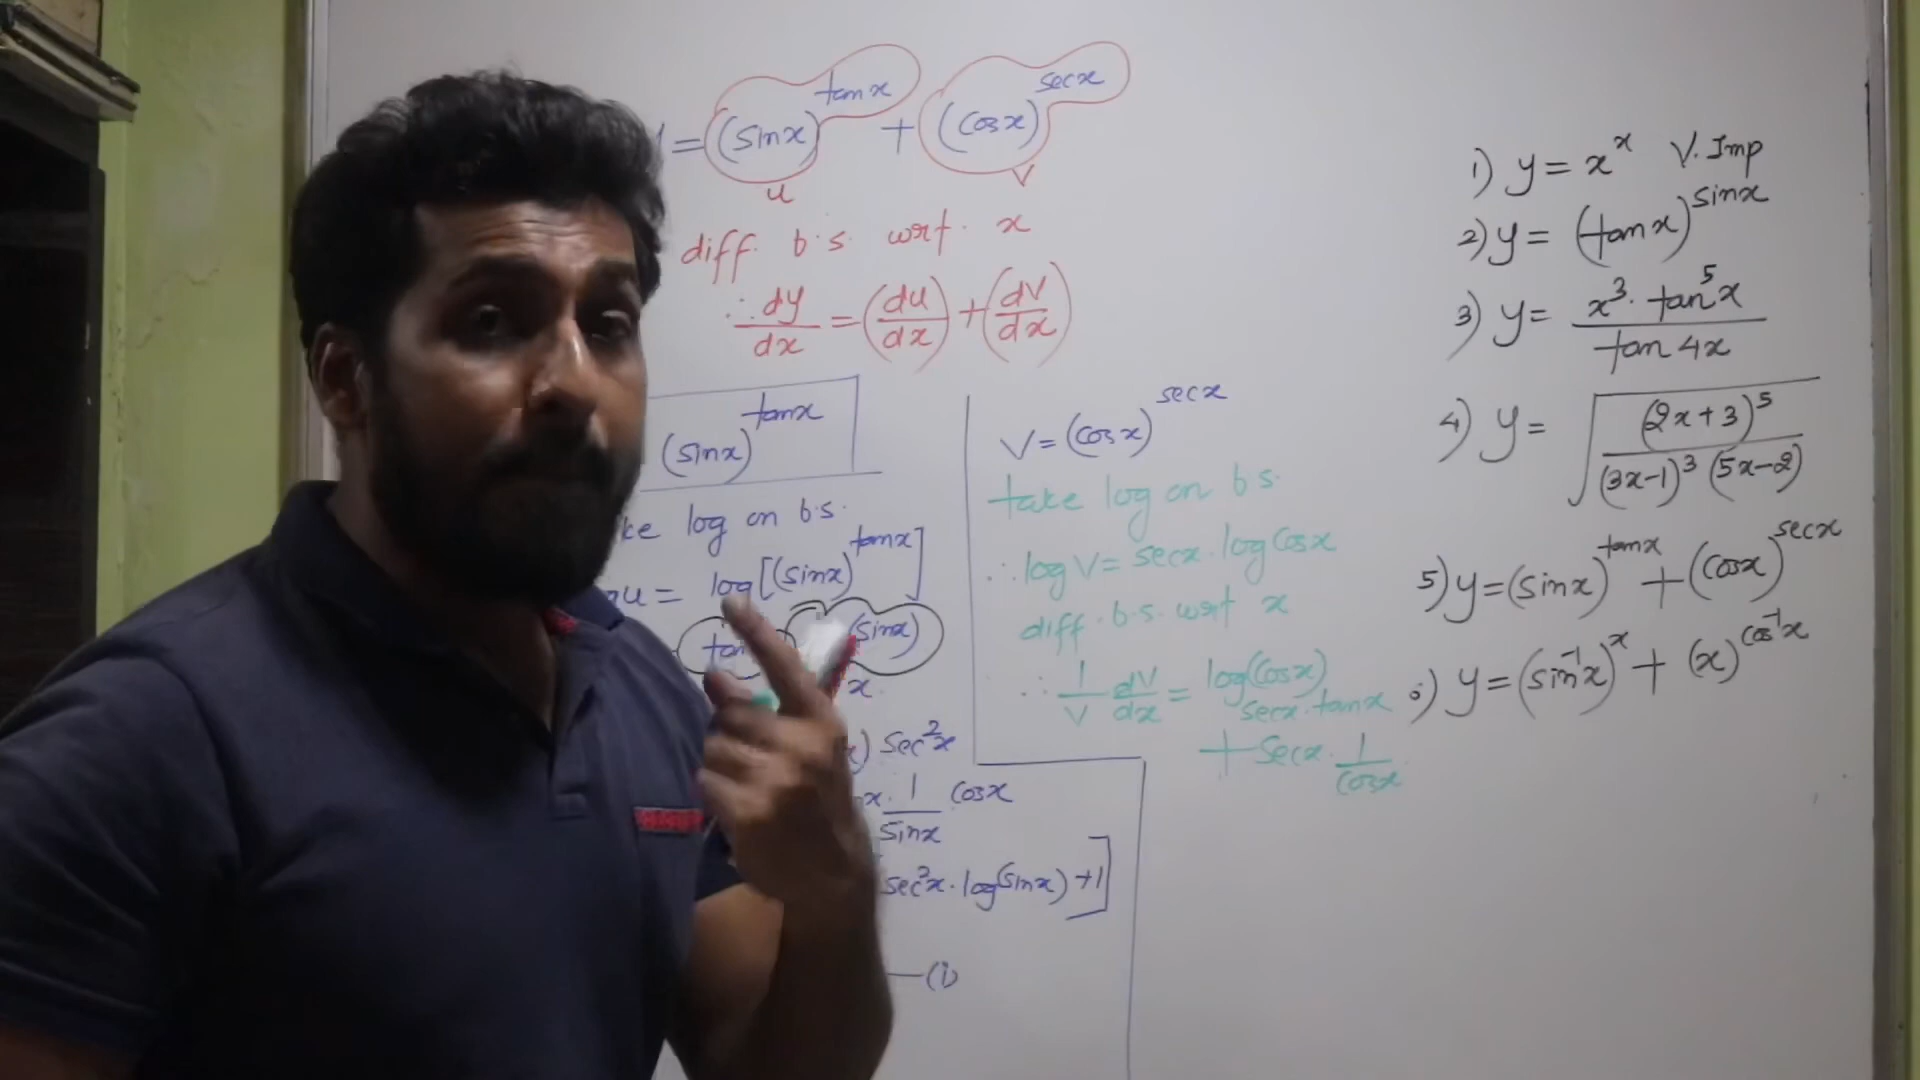 = (sinx)^tanx + (cosx)^secx
u v
diff. b.s. wrt. x
∴ dy/dx = (du/dx) + (dv/dx)
(sinx)^tanx
log on b.s.
u = log[(sinx)^tanx]
(sinx)
x
sec²x
x. 1/sinx cosx
sec²x. log(sinx) + 1]
—(1)
V = (cosx)^secx
take log on b.s.
∴ logV = secx. log cosx
diff. b.s. wrt x
∴ 1/V dV/dx = log(cosx) secx. tanx
+ secx. 1/cosx
1) y = x^x V. Imp
2) y = (tanx)^sinx
3) y = x³. tan⁵x / tan 4x
4) y = √((2x+3)⁵ / (3x-1)³ (5x-2))
5) y = (sinx)^tanx + (cosx)^secx
) y = (sin⁻¹x)^x + (x)^cos⁻¹x